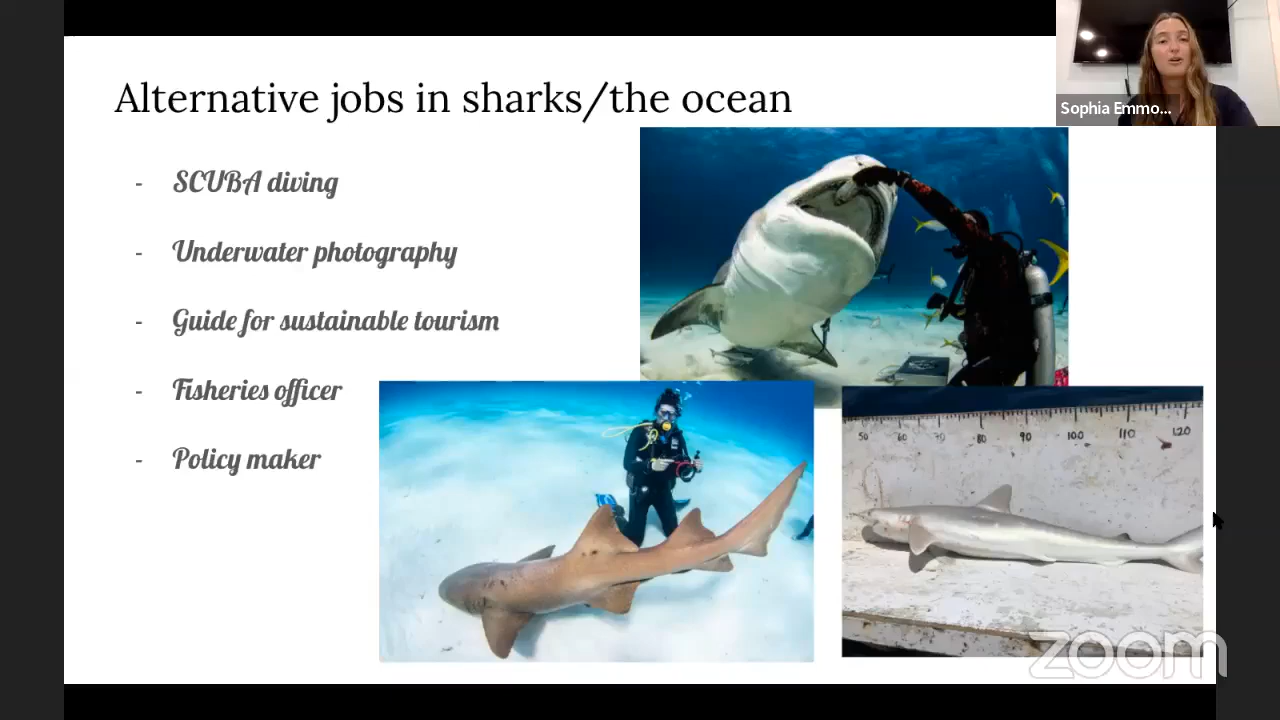 Alternative jobs in sharks/the ocean
Sophia Emmo...
- SCUBA diving
- Underwater photography
- Guide for sustainable tourism
- Fisheries officer
- Policy maker
50 60 70 80 90 100 110 120
zoom